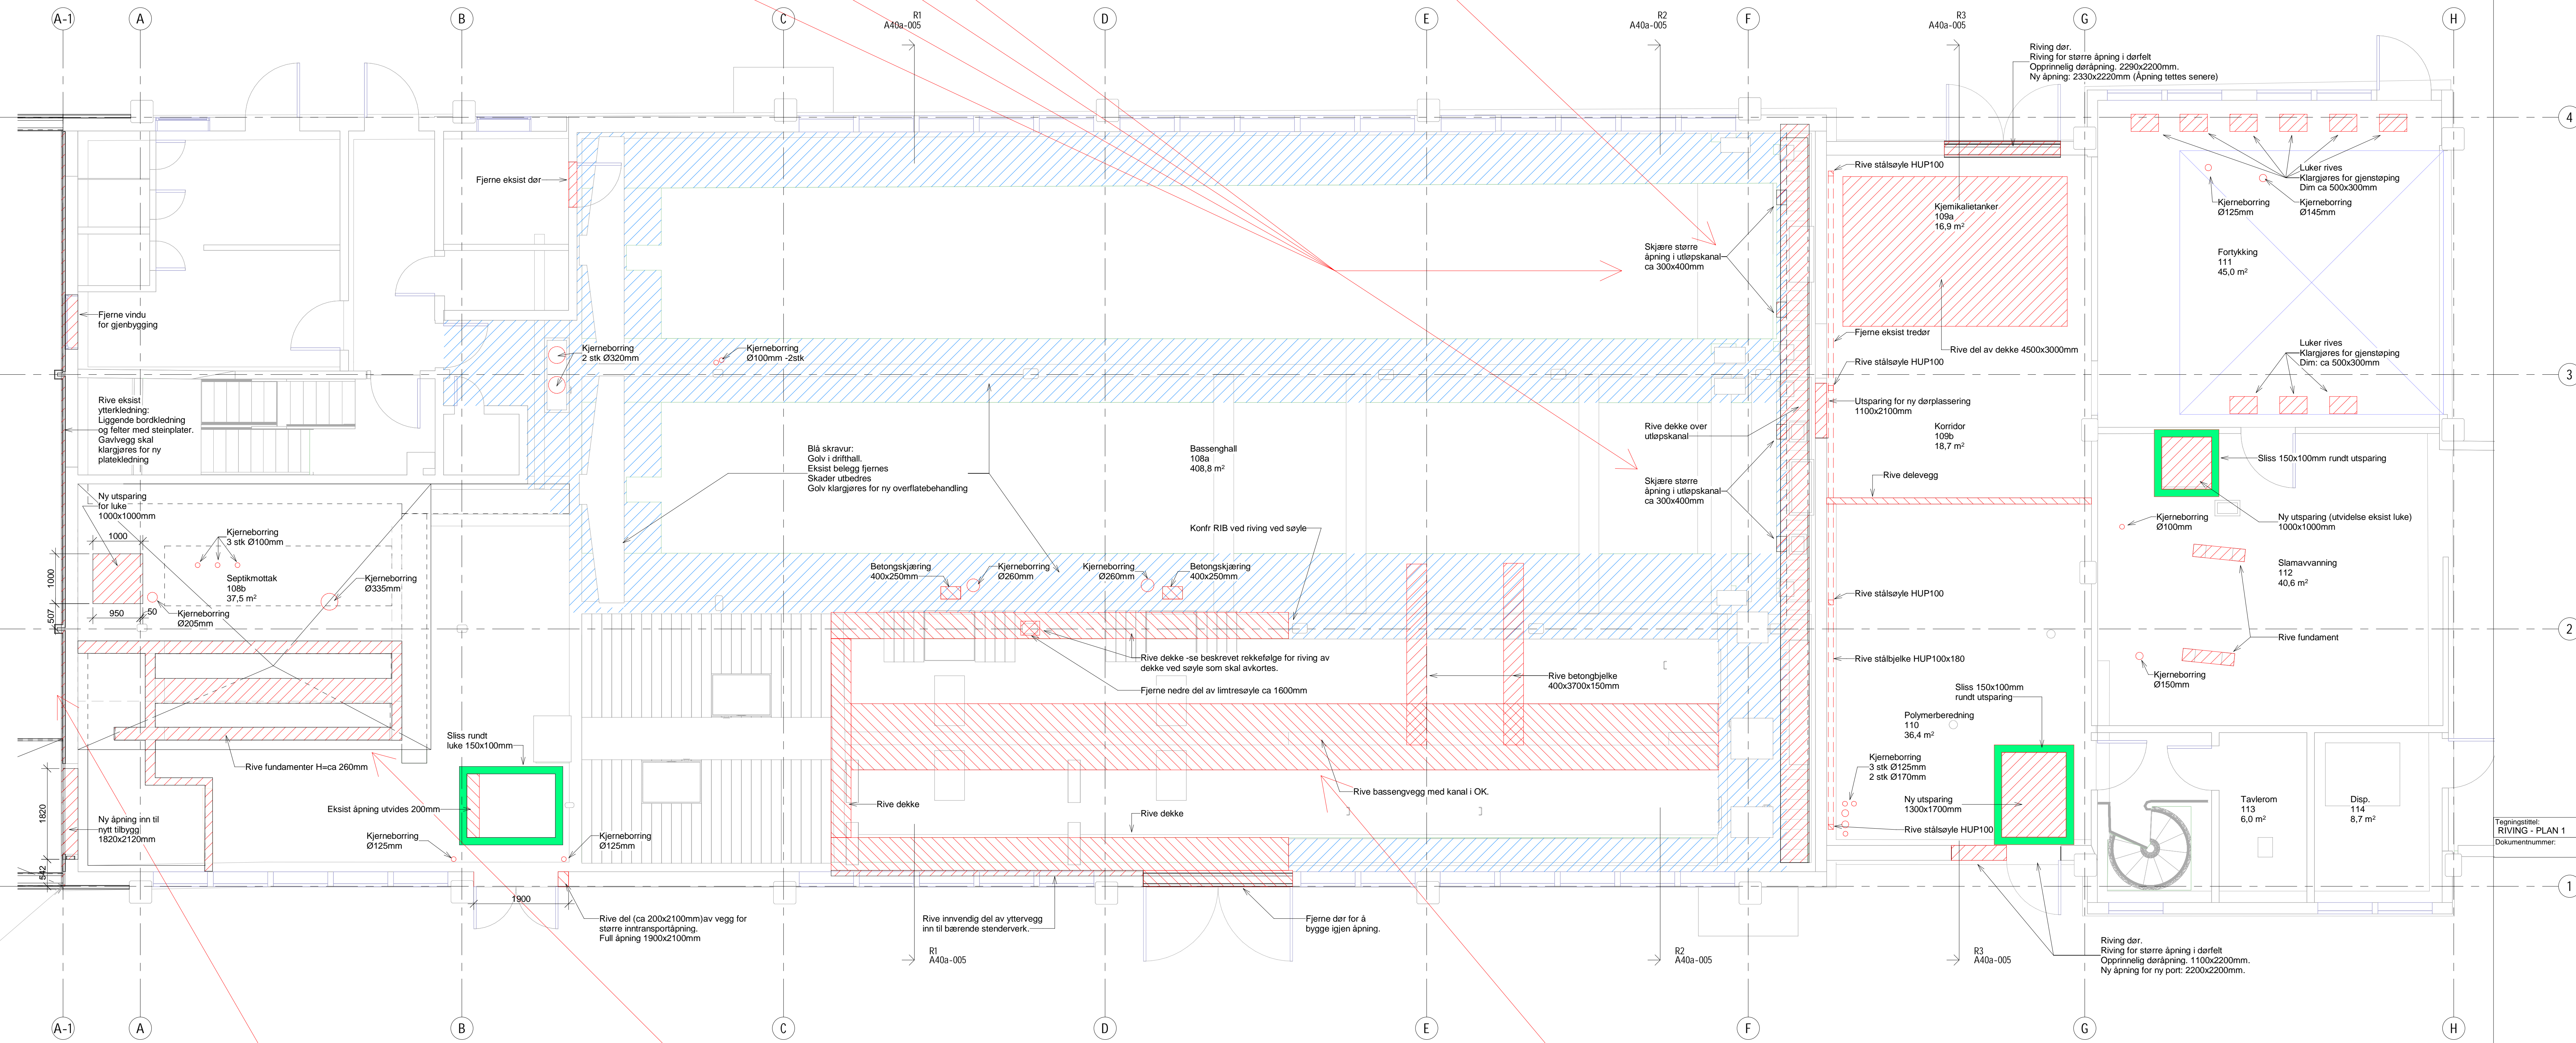 A-1
A
B
C
D
E
F
G
H
R1
A40a-005
R2
A40a-005
R3
A40a-005
Riving dør.
Riving for større åpning i dørfelt
Opprinnelig døråpning. 2290x2200mm.
Ny åpning: 2330x2220mm (Åpning tettes senere)
4
Fjerne eksist dør
Rive stålsøyle HUP100
Kjemikalietanker
109a
16,9 m²
Luker rives
Klargjøres for gjenstøping
Dim ca 500x300mm
Kjerneborring
Ø125mm
Kjerneborring
Ø145mm
Skjære større
åpning i utløpskanal
ca 300x400mm
Fortykking
111
45,0 m²
Fjerne vindu
for gjenbygging
Kjerneborring
2 stk Ø320mm
Kjerneborring
Ø100mm -2stk
Fjerne eksist tredør
Rive del av dekke 4500x3000mm
Rive stålsøyle HUP100
Luker rives
Klargjøres for gjenstøping
Dim: ca 500x300mm
3
Rive eksist
ytterkledning:
Liggende bordkledning
og felter med steinplater.
Gavlvegg skal
klargjøres for ny
platekledning
Utsparing for ny dørplassering
1100x2100mm
Korridor
109b
18,7 m²
Rive dekke over
utløpskanal
Blå skravur:
Golv i drifthall.
Eksist belegg fjernes
Skader utbedres
Golv klargjøres for ny overflatebehandling
Bassenghall
108a
408,8 m²
Sliss 150x100mm rundt utsparing
Rive delevegg
Skjære større
åpning i utløpskanal
ca 300x400mm
Ny utsparing
for luke
1000x1000mm
1000
Kjerneborring
3 stk Ø100mm
Konfr RIB ved riving ved søyle
Kjerneborring
Ø100mm
Ny utsparing (utvidelse eksist luke)
1000x1000mm
1000
Septikmottak
108b
37,5 m²
Kjerneborring
Ø335mm
Betongskjæring
400x250mm
Kjerneborring
Ø260mm
Kjerneborring
Ø260mm
Betongskjæring
400x250mm
Slamavvanning
112
40,6 m²
Rive stålsøyle HUP100
507
950
50
Kjerneborring
Ø205mm
2
Rive fundament
Rive dekke -se beskrevet rekkefølge for riving av
dekke ved søyle som skal avkortes.
Rive stålbjelke HUP100x180
Fjerne nedre del av limtresøyle ca 1600mm
Rive betongbjelke
400x3700x150mm
Kjerneborring
Ø150mm
Sliss 150x100mm
rundt utsparing
Polymerberedning
110
36,4 m²
Sliss rundt
luke 150x100mm
Rive fundamenter H=ca 260mm
Kjerneborring
3 stk Ø125mm
2 stk Ø170mm
Rive bassengvegg med kanal i OK.
Eksist åpning utvides 200mm
Rive dekke
Rive dekke
Ny utsparing
1300x1700mm
Tavlerom
113
6,0 m²
Disp.
114
8,7 m²
1820
Ny åpning inn til
nytt tilbygg
1820x2120mm
Kjerneborring
Ø125mm
Kjerneborring
Ø125mm
Rive stålsøyle HUP100
Tegningstittel:
RIVING - PLAN 1
Dokumentnummer:
542
1
1900
Rive del (ca 200x2100mm)av vegg for
større inntransportåpning.
Full åpning 1900x2100mm
Rive innvendig del av yttervegg
inn til bærende stenderverk.
Fjerne dør for å
bygge igjen åpning.
R1
A40a-005
R2
A40a-005
R3
A40a-005
Riving dør.
Riving for større åpning i dørfelt
Opprinnelig døråpning. 1100x2200mm.
Ny åpning for ny port: 2200x2200mm.
A-1
A
B
C
D
E
F
G
H